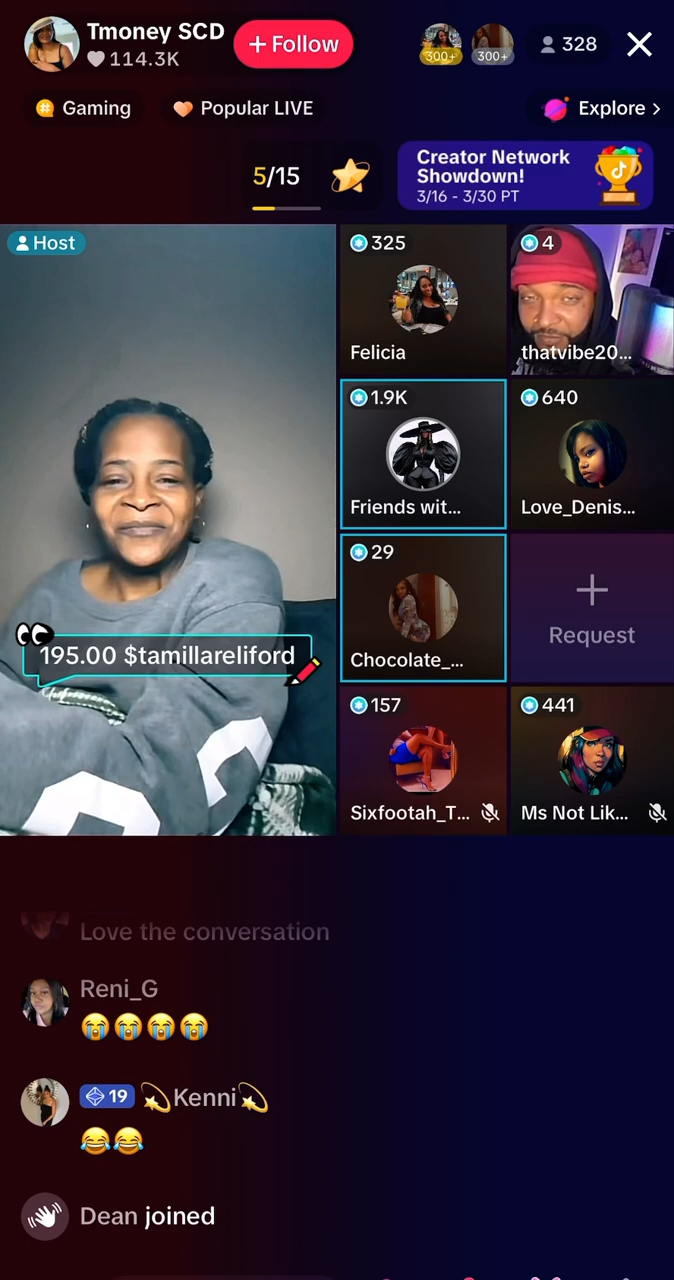 Tmoney SCD
114.3K
+ Follow
300+
300+
328
Gaming
Popular LIVE
Explore >
5/15
Creator Network
Showdown!
3/16 - 3/30 PT
Host
325
Felicia
4
thatvibe20...
1.9K
Friends wit...
640
Love_Denis...
29
Chocolate_...
Request
195.00 $tamillareliford
157
Sixfootah_T...
441
Ms Not Lik...
Love the conversation
Reni_G
😭😭😭😭
19 💫Kenni💫
😂😂
Dean joined